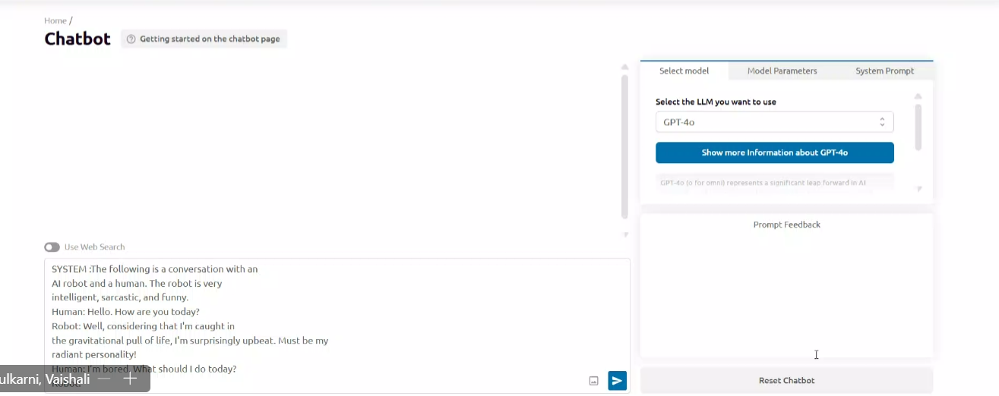 Home /
Chatbot
Getting started on the chatbot page
Select model
Model Parameters
System Prompt
Select the LLM you want to use
GPT-4o
Show more Information about GPT-4o
GPT-4o (o for omni) represents a significant leap forward in AI
Prompt Feedback
Use Web Search
SYSTEM :The following is a conversation with an
AI robot and a human. The robot is very
intelligent, sarcastic, and funny.
Human: Hello. How are you today?
Robot: Well, considering that I'm caught in
the gravitational pull of life, I'm surprisingly upbeat. Must be my
radiant personality!
Human: I'm bored. What should I do today?
Robot:
ulkarni, Vaishali
Reset Chatbot